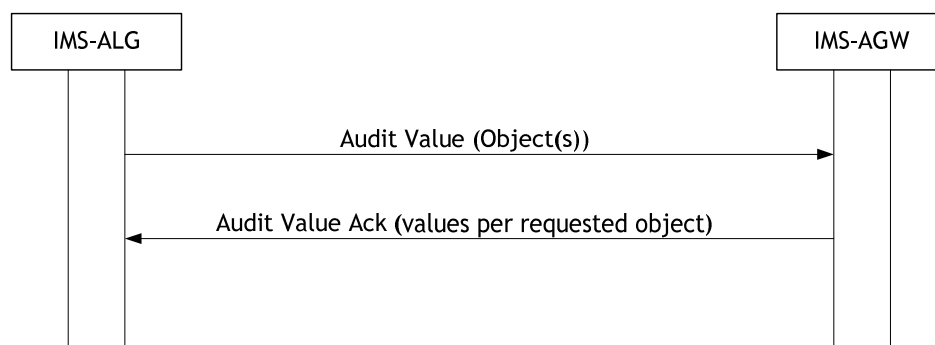 IMS-ALG
IMS-AGW
Audit Value (Object(s))
Audit Value Ack (values per requested object)